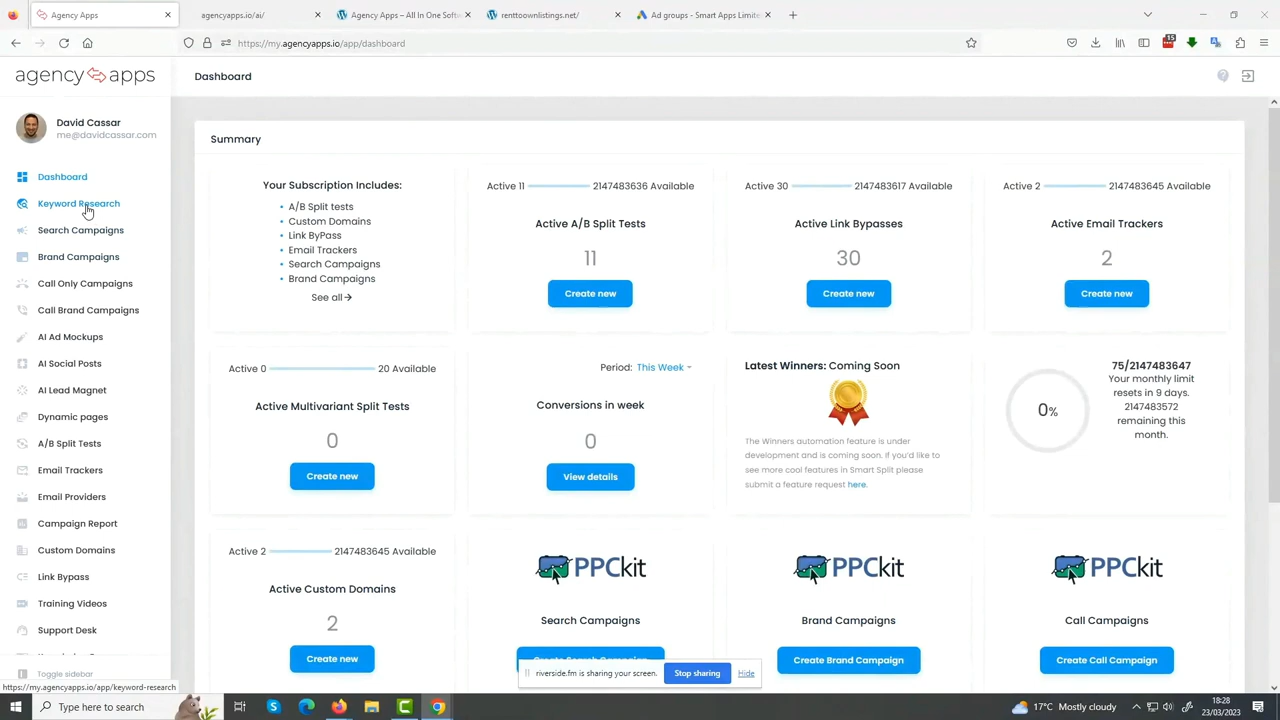 agencyapps.io/ai/
Agency Apps – All In One Softw
renttoownlistings.net/
Ad groups - Smart Apps Limite
https://my.agencyapps.io/app/dashboard
15
agency apps
Dashboard
David Cassar
me@davidcassar.com
Dashboard
Keyword Research
Search Campaigns
Brand Campaigns
Call Only Campaigns
Call Brand Campaigns
AI Ad Mockups
AI Social Posts
AI Lead Magnet
Dynamic pages
A/B Split Tests
Email Trackers
Email Providers
Campaign Report
Custom Domains
Link Bypass
Training Videos
Support Desk
Toggle sidebar
https://my.agencyapps.io/app/keyword-research
Summary
Your Subscription Includes:
• A/B Split tests
• Custom Domains
• Link ByPass
• Email Trackers
• Search Campaigns
• Brand Campaigns
See all
Active 11 2147483636 Available
Active A/B Split Tests
11
Create new
Active 30 2147483617 Available
Active Link Bypasses
30
Create new
Active 2 2147483645 Available
Active Email Trackers
2
Create new
Active 0 20 Available
Active Multivariant Split Tests
0
Create new
Period: This Week
Conversions in week
0
View details
Latest Winners: Coming Soon
The Winners automation feature is under
development and is coming soon. If you'd like to
see more cool features in Smart Split please
submit a feature request here.
0%
75/2147483647
Your monthly limit
resets in 9 days.
2147483572
remaining this
month.
Active 2 2147483645 Available
Active Custom Domains
2
Create new
PPCkit
Search Campaigns
PPCkit
Brand Campaigns
Create Brand Campaign
PPCkit
Call Campaigns
Create Call Campaign
riverside.fm is sharing your screen.
Stop sharing
Hide
Type here to search
17°C Mostly cloudy
18:28
23/03/2023